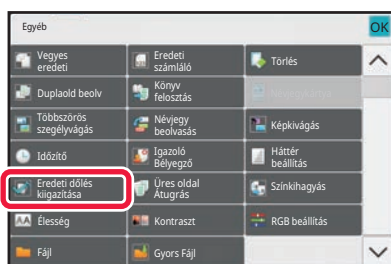 Egyéb
OK
Vegyes
eredeti
Eredeti
számláló
Törlés
Duplaold beolv
Könyv
felosztás
Többszörös
szegélyvágás
Névjegy
beolvasás
Képkivágás
Időzítő
Igazoló
Bélyegző
Háttér
beállítás
Eredeti dőlés
kiigazítása
Üres oldal
Átugrás
Színkihagyás
Élesség
Kontraszt
RGB beállítás
Fájl
Gyors Fájl